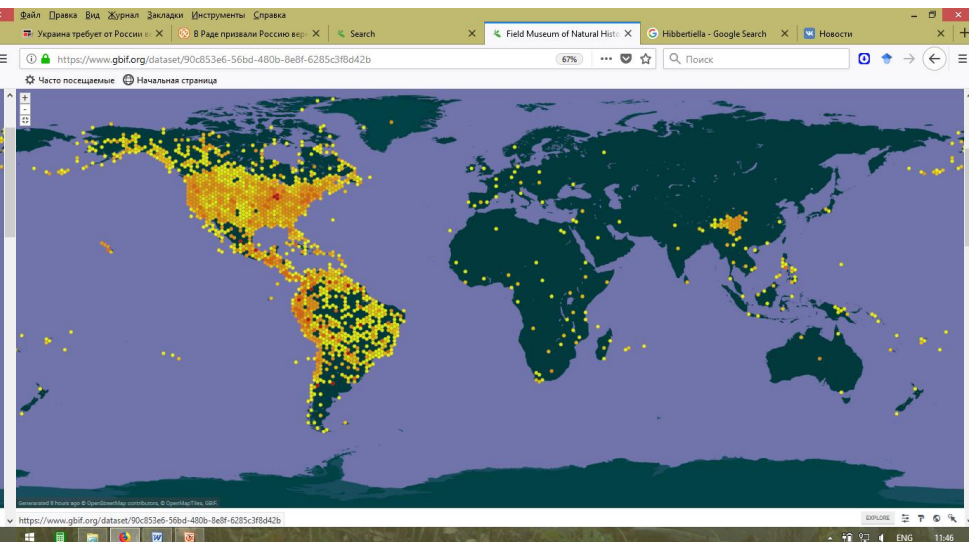 Файл Правка Вид Журнал Закладки Инструменты Справка
Украина требует от России в
В Раде призвали Россию вер
Search
Field Museum of Natural Histo
Hibbertiella - Google Search
Новости
https://www.gbif.org/dataset/90c853e6-56bd-480b-8e8f-6285c3f8d42b
67%
Поиск
Часто посещаемые Начальная страница
Generated 8 hours ago © OpenStreetMap contributors, © OpenMapTiles, GBIF.
https://www.gbif.org/dataset/90c853e6-56bd-480b-8e8f-6285c3f8d42b
EXPLORE
ENG 11:46